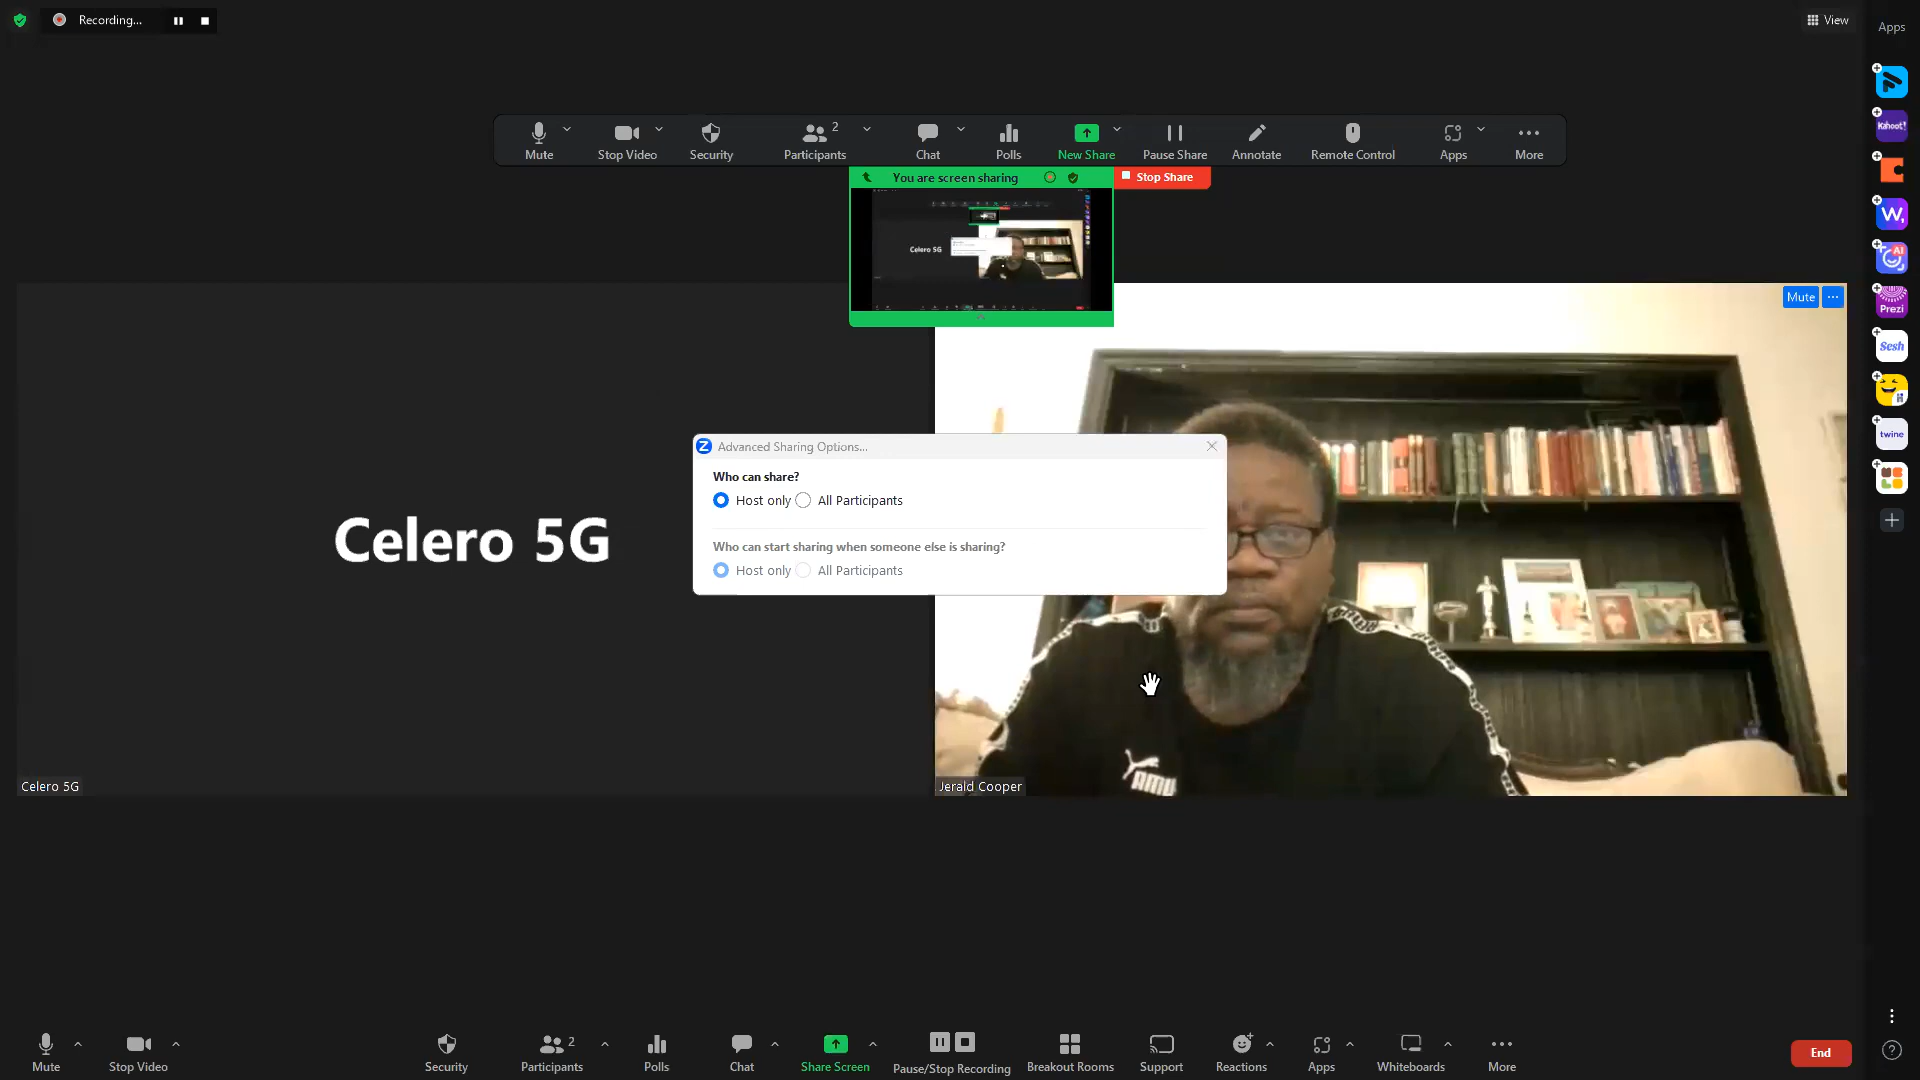 Recording...
View
Apps
Mute
Stop Video
Security
Participants
2
Chat
Polls
New Share
Pause Share
Annotate
Remote Control
Apps
More
You are screen sharing
Stop Share
Celero 5G
Kahoot!
W,
AI
Prezi
Sesh
twine
Mute
Advanced Sharing Options...
Who can share?
Host only
All Participants
Who can start sharing when someone else is sharing?
Host only
All Participants
Celero 5G
Celero 5G
Jerald Cooper
Mute
Stop Video
Security
Participants
2
Polls
Chat
Share Screen
Pause/Stop Recording
Breakout Rooms
Support
Reactions
Apps
Whiteboards
More
End